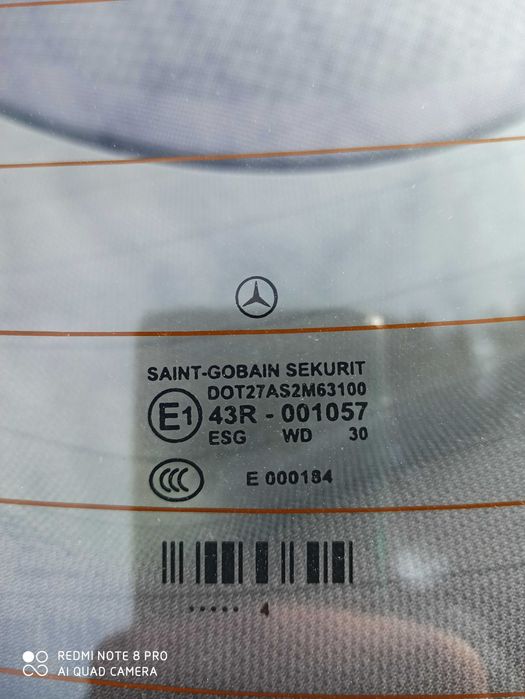 SAINT-GOBAIN SEKURIT
DOT27AS2M63100
E1 43R - 001057
ESG WD 30
CCC E 000184
..... 4
REDMI NOTE 8 PRO
AI QUAD CAMERA